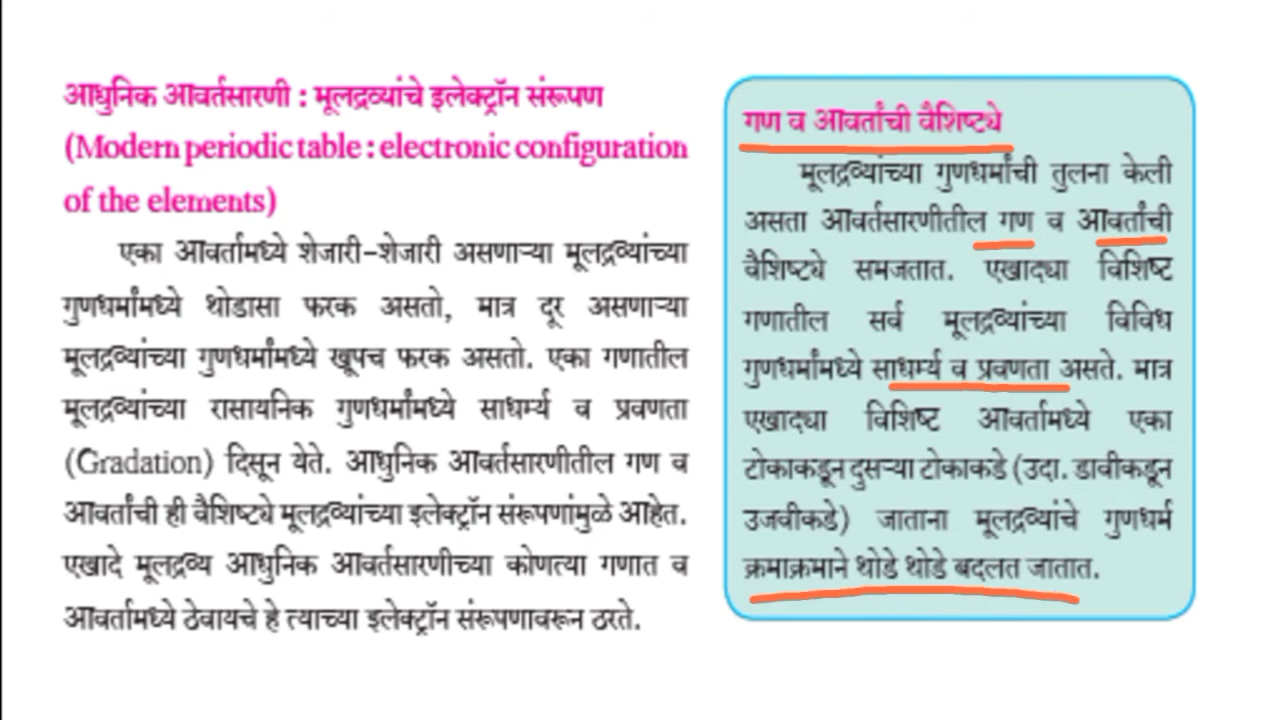 आधुनिक आवर्तसारणी : मूलद्रव्यांचे इलेक्ट्रॉन संरूपण
(Modern periodic table : electronic configuration
of the elements)
एका आवर्तामध्ये शेजारी-शेजारी असणाऱ्या मूलद्रव्यांच्या
गुणधर्मांमध्ये थोडासा फरक असतो, मात्र दूर असणाऱ्या
मूलद्रव्यांच्या गुणधर्मांमध्ये खूपच फरक असतो. एका गणातील
मूलद्रव्यांच्या रासायनिक गुणधर्मांमध्ये साधर्म्य व प्रवणता
(Gradation) दिसून येते. आधुनिक आवर्तसारणीतील गण व
आवर्तांची ही वैशिष्ट्ये मूलद्रव्यांच्या इलेक्ट्रॉन संरूपणांमुळे आहेत.
एखादे मूलद्रव्य आधुनिक आवर्तसारणीच्या कोणत्या गणात व
आवर्तामध्ये ठेवायचे हे त्याच्या इलेक्ट्रॉन संरूपणावरून ठरते.
गण व आवर्तांची वैशिष्ट्ये
मूलद्रव्यांच्या गुणधर्मांची तुलना केली
असता आवर्तसारणीतील गण व आवर्तांची
वैशिष्ट्ये समजतात. एखाद्या विशिष्ट
गणातील सर्व मूलद्रव्यांच्या विविध
गुणधर्मांमध्ये साधर्म्य व प्रवणता असते. मात्र
एखाद्या विशिष्ट आवर्तामध्ये एका
टोकाकडून दुसऱ्या टोकाकडे (उदा. डावीकडून
उजवीकडे) जाताना मूलद्रव्यांचे गुणधर्म
क्रमाक्रमाने थोडे थोडे बदलत जातात.